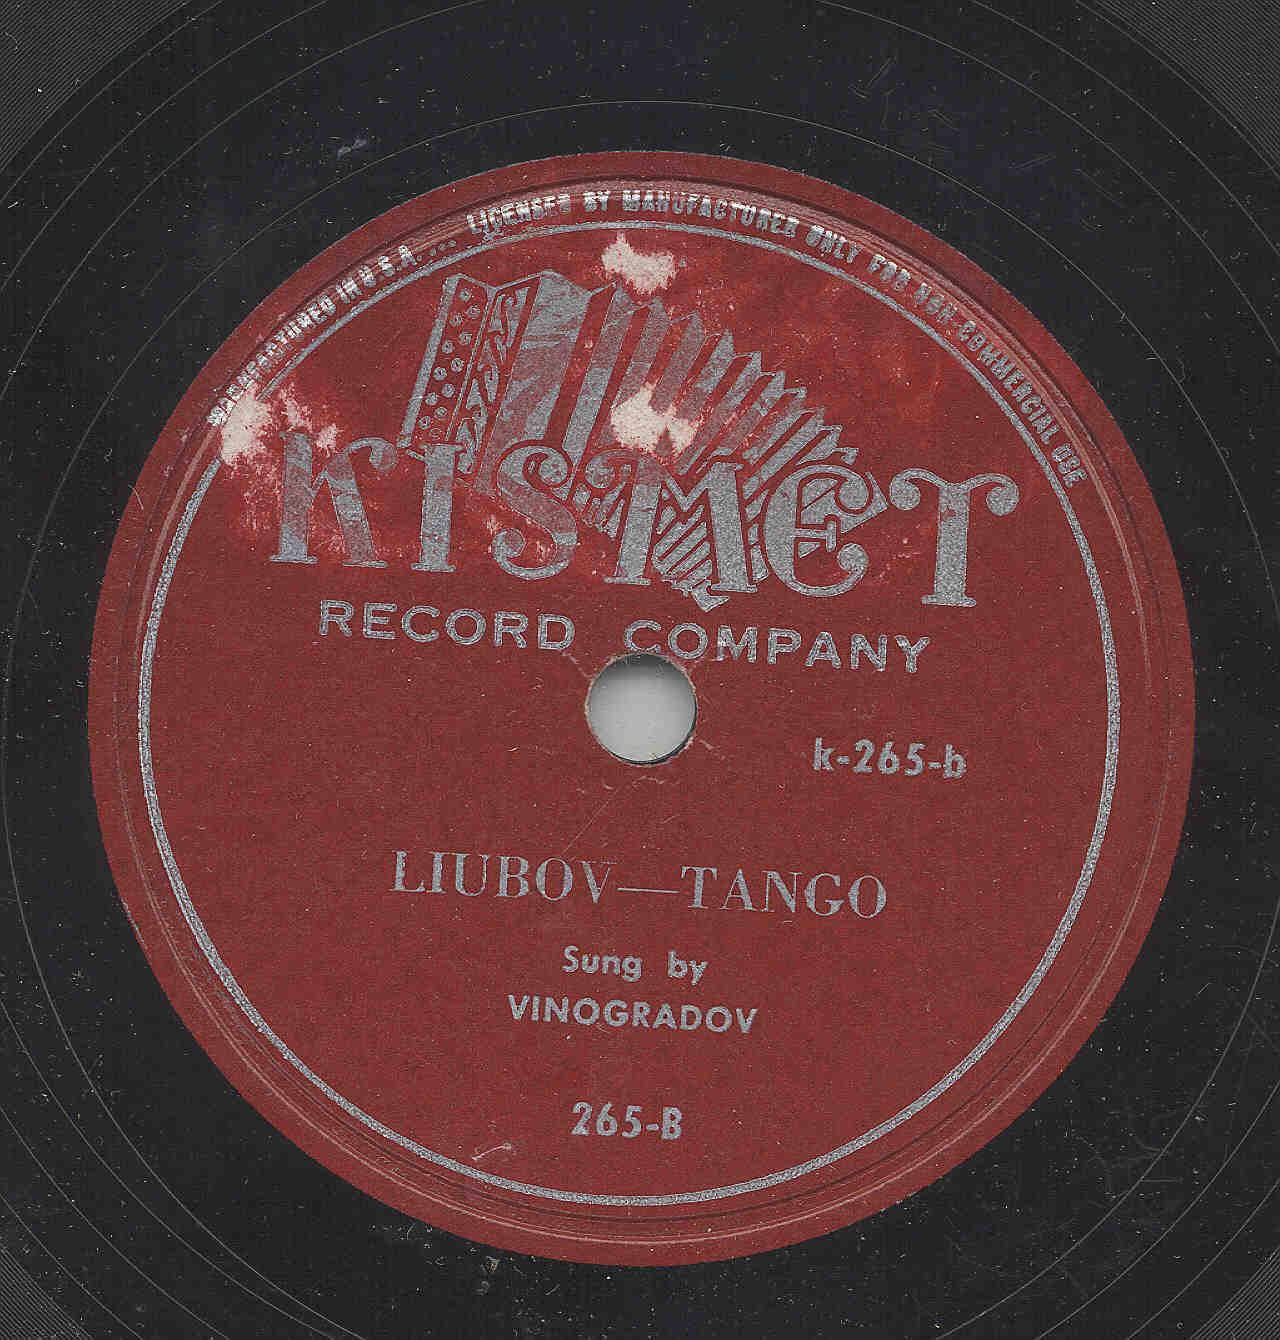 MANUFACTURED IN U.S.A. ... LICENSED BY MANUFACTURER ONLY FOR NON-COMMERCIAL USE
KISMET
RECORD COMPANY
k-265-b
LIUBOV—TANGO
Sung by
VINOGRADOV
265-B